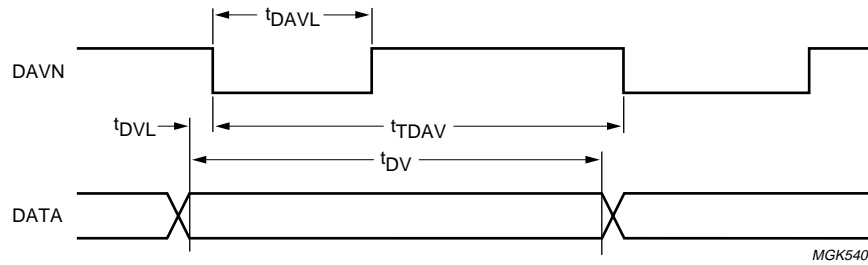 tDAVL
DAVN
tDVL
tTDAV
tDV
DATA
MGK540